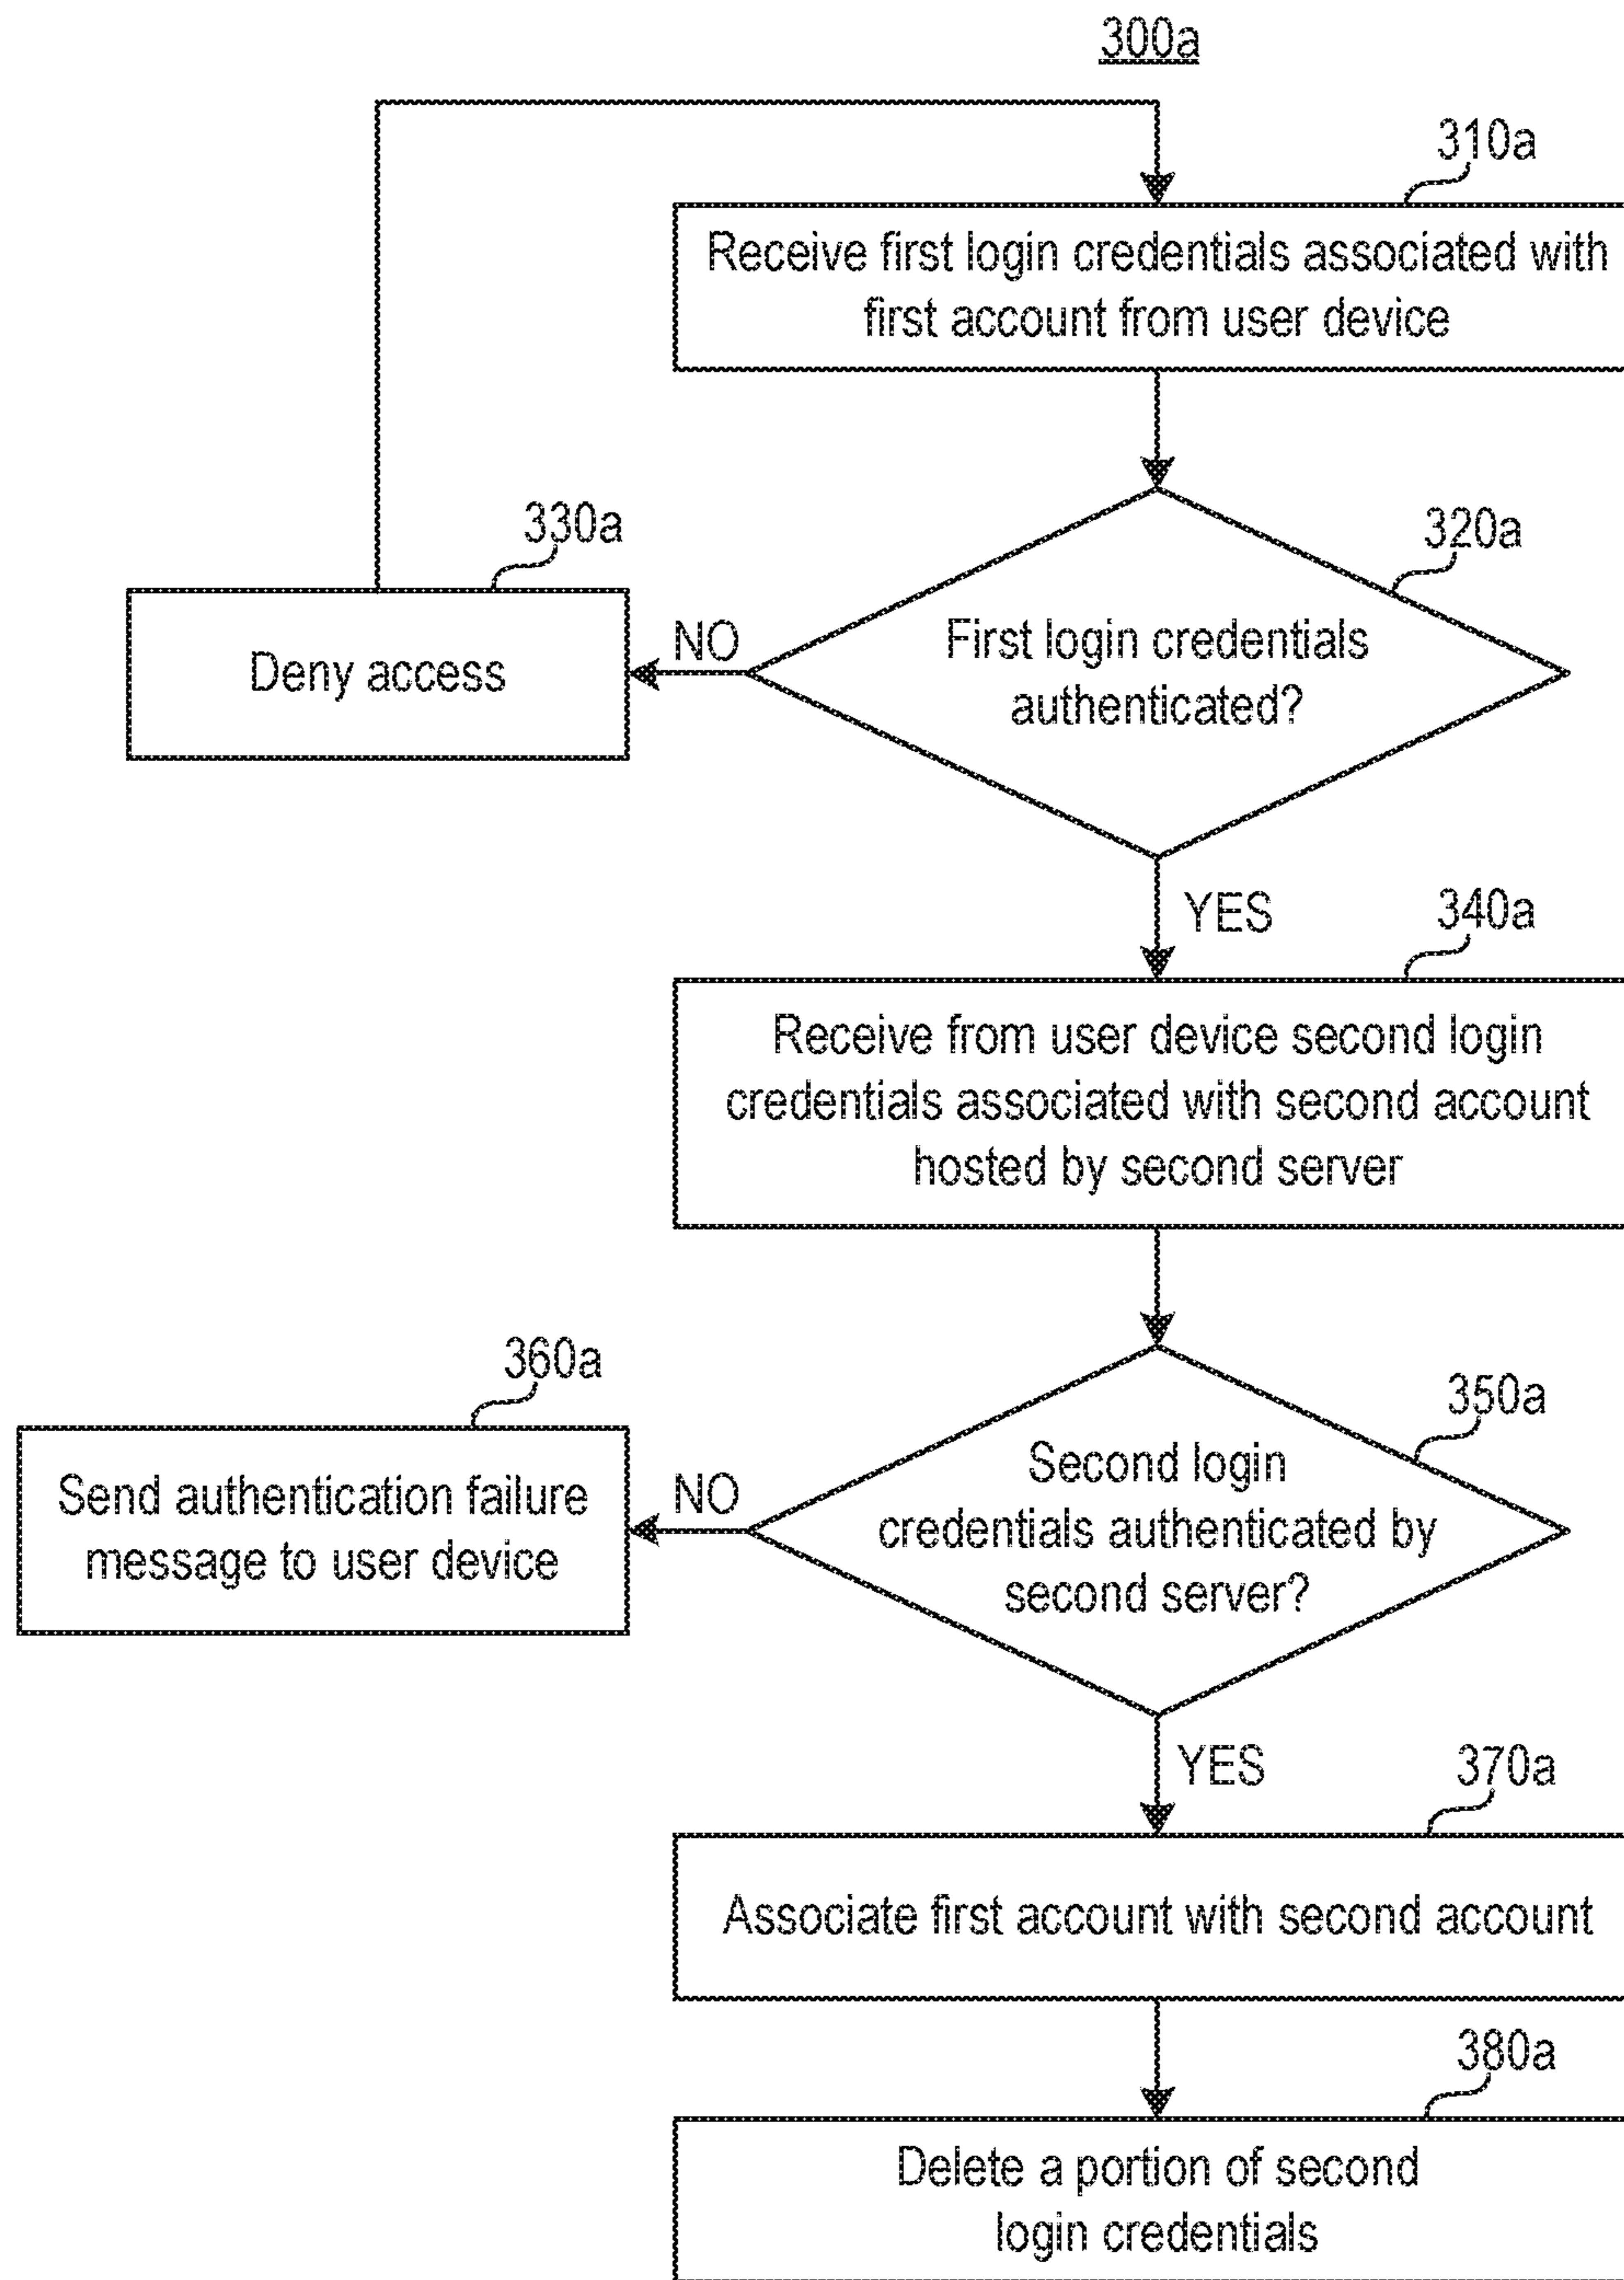 300a
310a
Receive first login credentials associated with
first account from user device
330a
320a
Deny access
NO
First login credentials
authenticated?
YES
340a
Receive from user device second login
credentials associated with second account
hosted by second server
360a
350a
Send authentication failure
message to user device
NO
Second login
credentials authenticated by
second server?
YES
370a
Associate first account with second account
380a
Delete a portion of second
login credentials